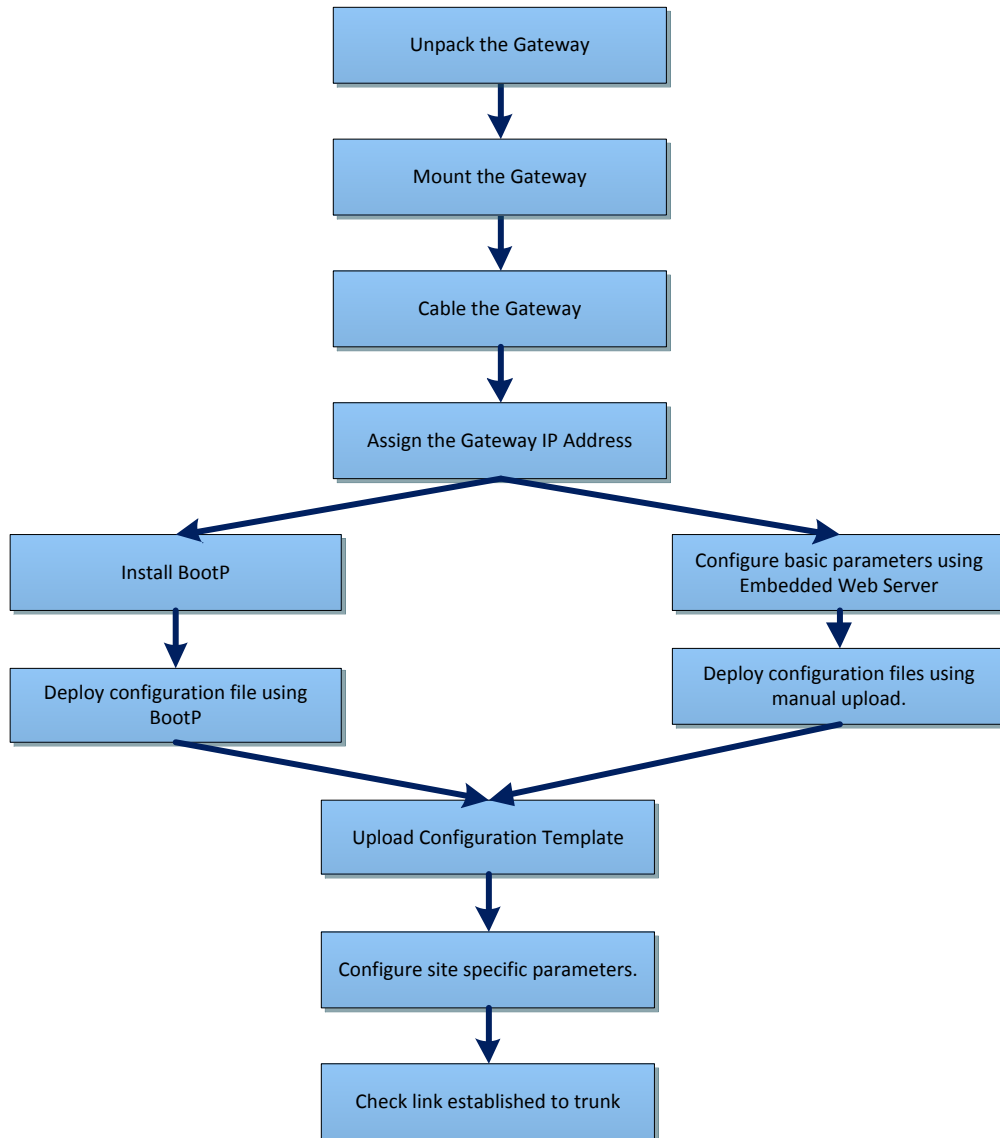 Unpack the Gateway
Mount the Gateway
Cable the Gateway
Assign the Gateway IP Address
Install BootP
Configure basic parameters using
Embedded Web Server
Deploy configuration file using
BootP
Deploy configuration files using
manual upload.
Upload Configuration Template
Configure site specific parameters.
Check link established to trunk